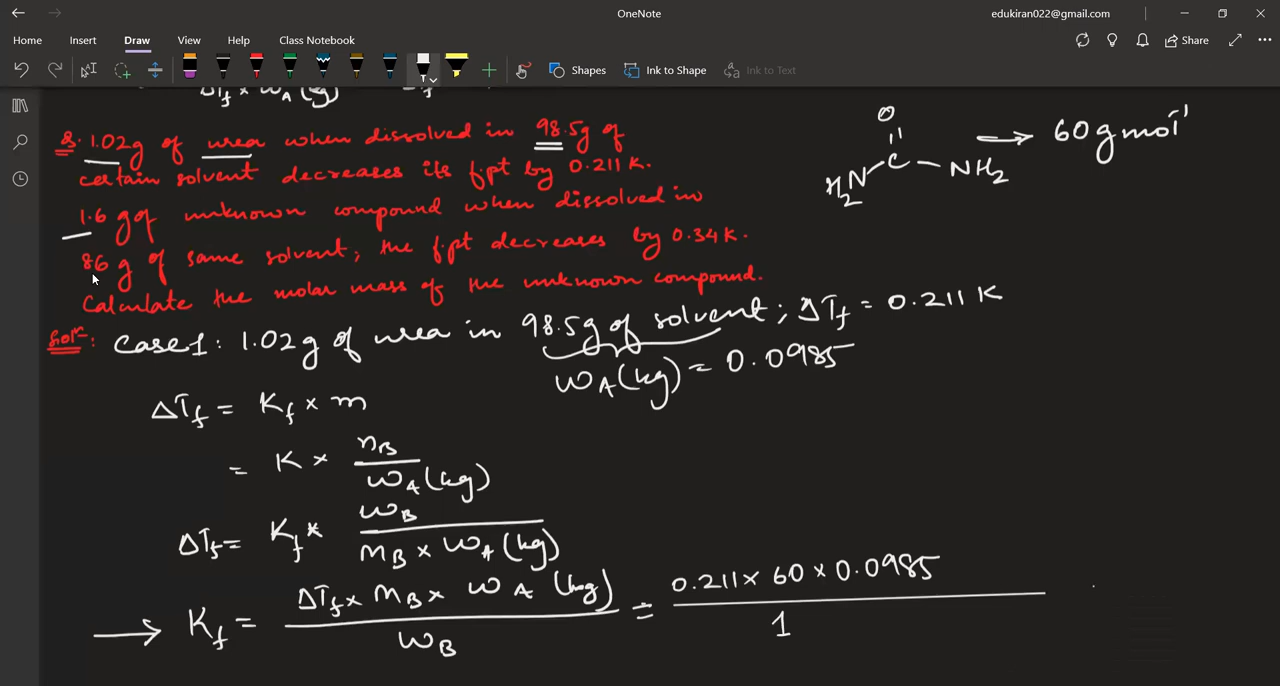 OneNote
edukiran022@gmail.com
Home Insert Draw View Help Class Notebook
Share
Shapes Ink to Shape Ink to Text
ΔTf × WA (kg)
Q. 1.02g of urea when dissolved in 98.5g of
certain solvent decreases its f.pt by 0.211 K.
1.6 g of unknown compound when dissolved in
86 g of same solvent; the f.pt decreases by 0.34 K.
Calculate the molar mass of the unknown compound.
O
||
H2N – C – NH2 → 60 g mol-1
Soln: Case 1: 1.02 g of urea in 98.5g of solvent; ΔTf = 0.211 K
WA (kg) = 0.0985
ΔTf = Kf × m
= K × nB / WA (kg)
ΔTf = Kf × WB / MB × WA (kg)
→ Kf = ΔTf × MB × WA (kg) / WB = 0.211 × 60 × 0.0985 / 1